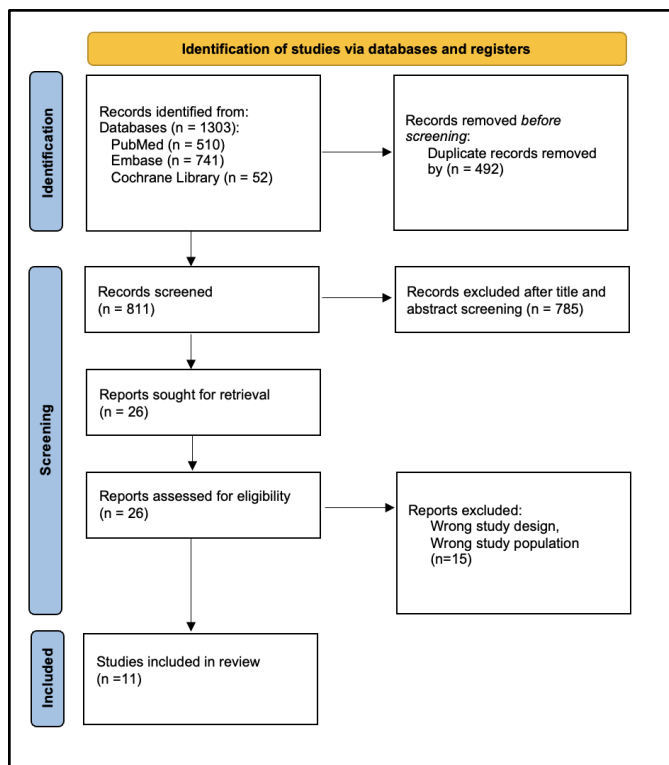 Identification of studies via databases and registers
Identification
Records identified from:
Databases (n = 1303):
PubMed (n = 510)
Embase (n = 741)
Cochrane Library (n = 52)
Records removed before
screening:
Duplicate records removed
by (n = 492)
Screening
Records screened
(n = 811)
Records excluded after title and
abstract screening (n = 785)
Reports sought for retrieval
(n = 26)
Reports assessed for eligibility
(n = 26)
Reports excluded:
Wrong study design,
Wrong study population
(n=15)
Included
Studies included in review
(n =11)